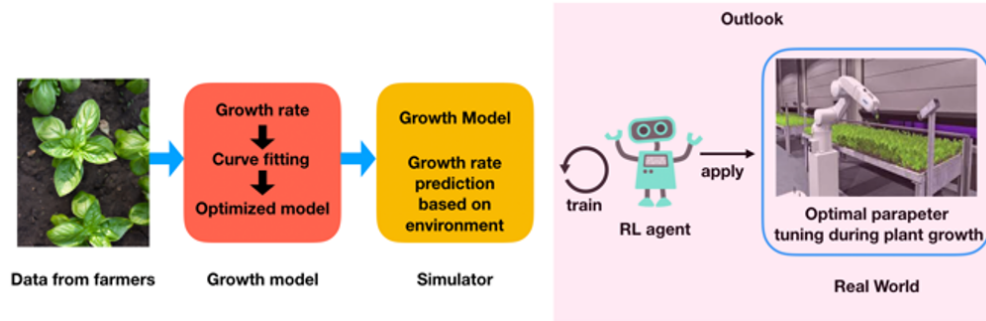 Outlook
Growth rate
Curve fitting
Optimized model
Growth Model
Growth rate
prediction
based on
environment
train
RL agent
apply
Optimal parapeter
tuning during plant growth
Data from farmers
Growth model
Simulator
Real World